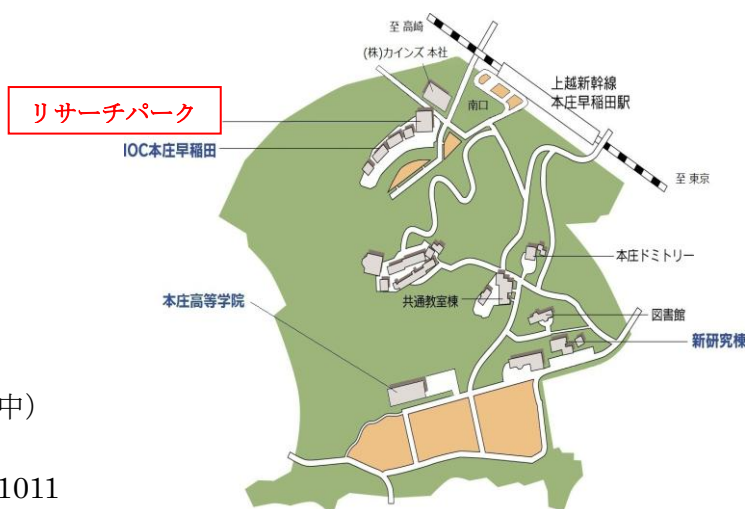 至 高崎
(株)カインズ 本社
上越新幹線
本庄早稲田駅
南口
リサーチパーク
IOC本庄早稲田
至 東京
本庄ドミトリー
共通教室棟
本庄高等学院
図書館
新研究棟
中）
1011